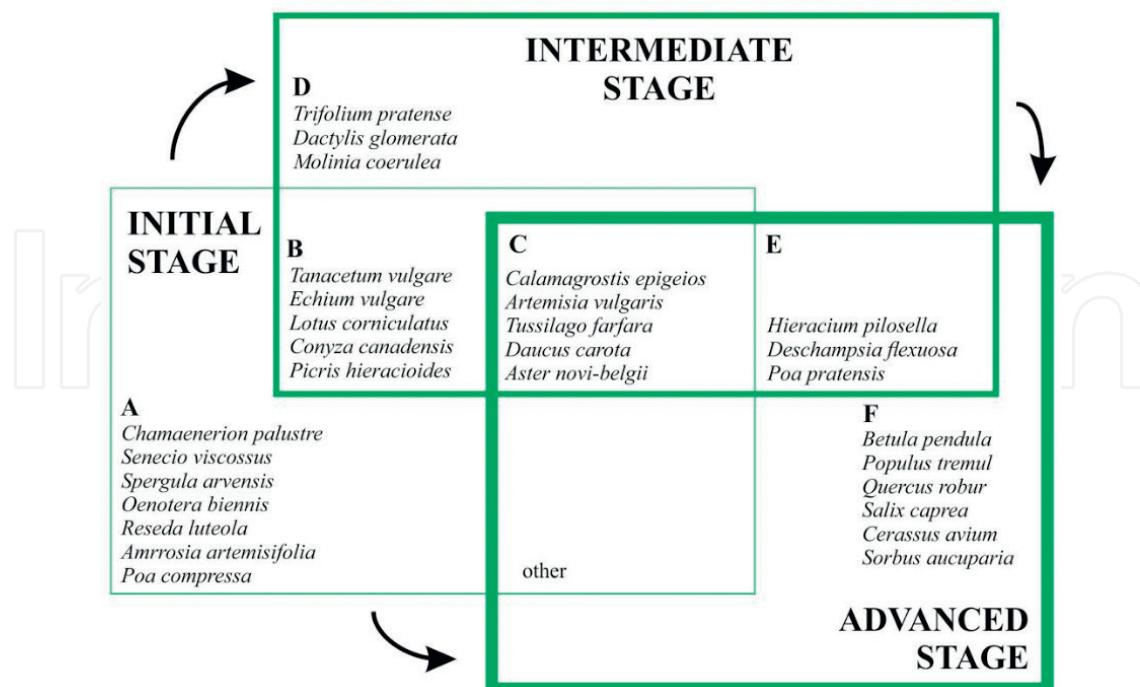 INTERMEDIATE
STAGE
D
Trifolium pratense
Dactylis glomerata
Molinia coerulea
INITIAL
STAGE
B
Tanacetum vulgare
Echium vulgare
Lotus corniculatus
Conyza canadensis
Picris hieracioides
C
Calamagrostis epigeios
Artemisia vulgaris
Tussilago farfara
Daucus carota
Aster novi-belgii
E
Hieracium pilosella
Deschampsia flexuosa
Poa pratensis
A
Chamaenerion palustre
Senecio viscossus
Spergula arvensis
Oenotera biennis
Reseda luteola
Amrrosia artemisifolia
Poa compressa
F
Betula pendula
Populus tremul
Quercus robur
Salix caprea
Cerassus avium
Sorbus aucuparia
other
ADVANCED
STAGE